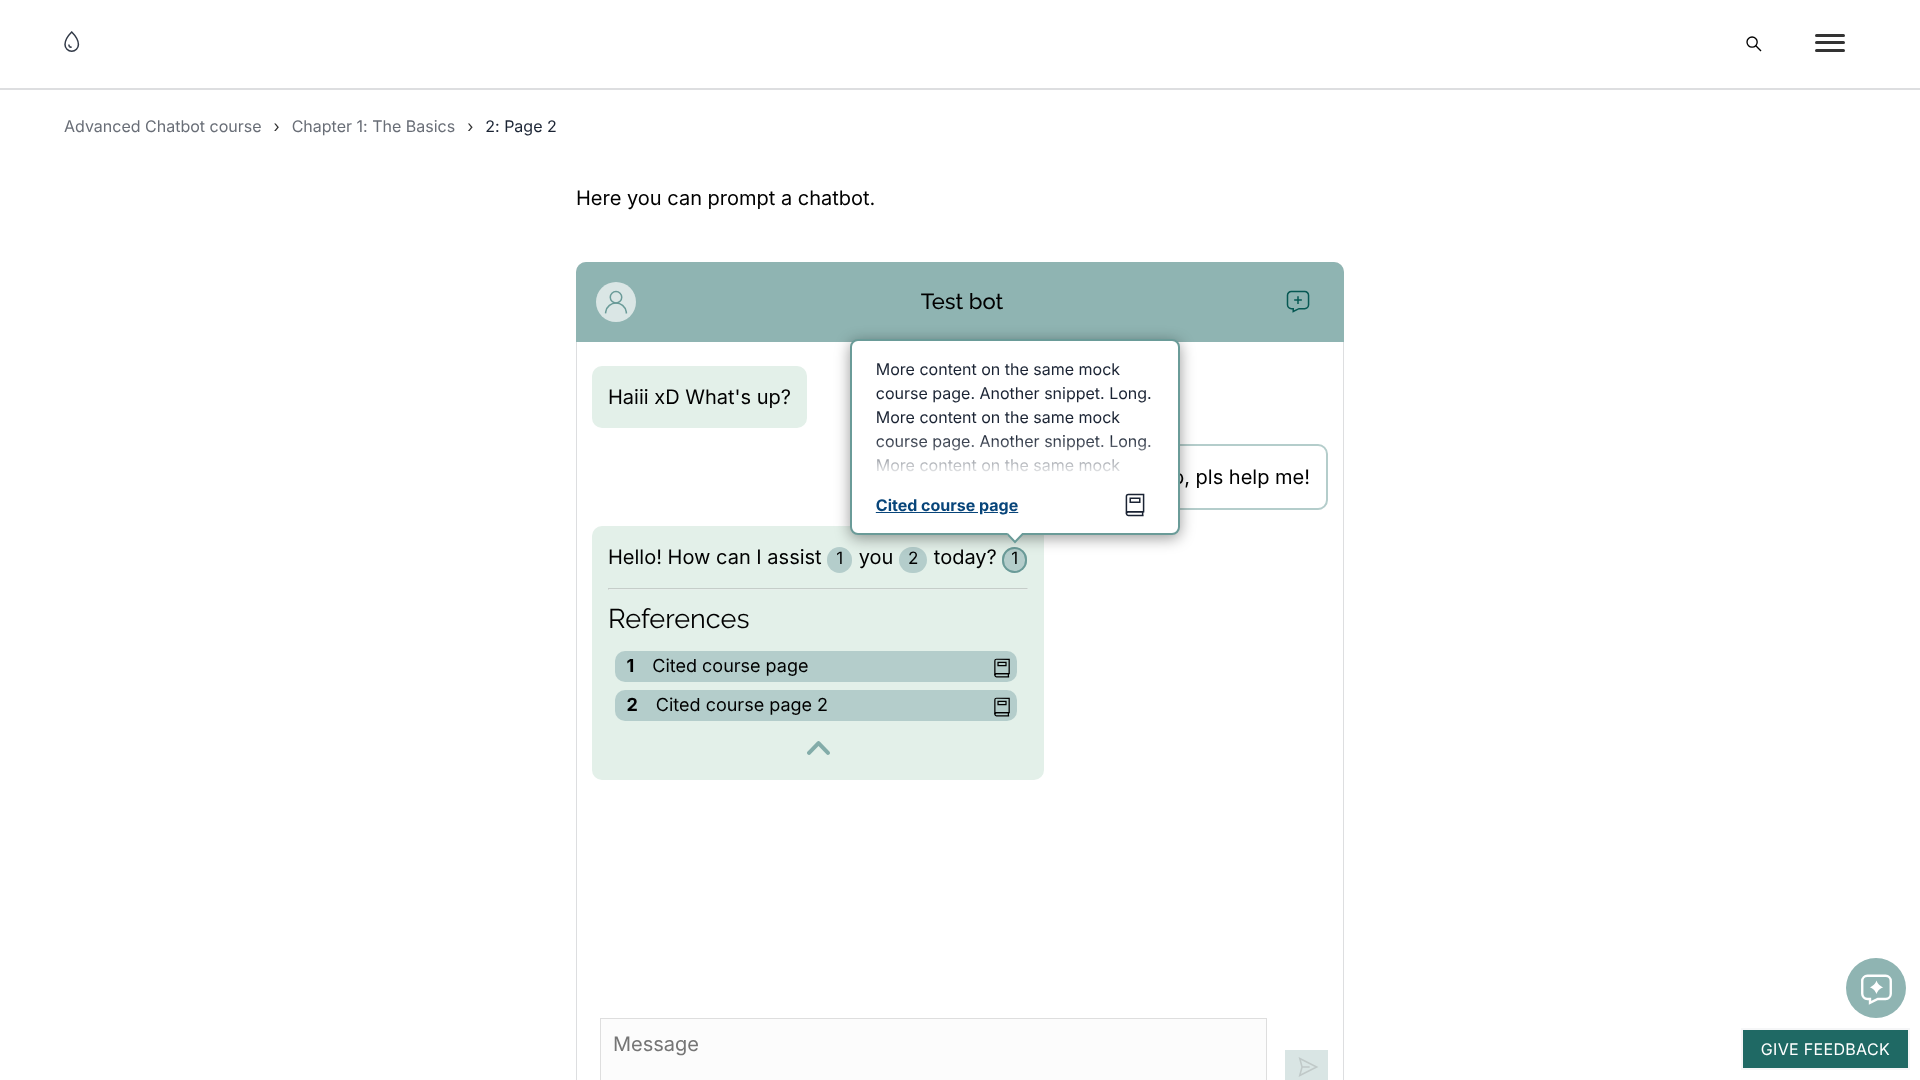 Advanced Chatbot course › Chapter 1: The Basics › 2: Page 2
Here you can prompt a chatbot.
Test bot
Haiii xD What's up?
More content on the same mock
course page. Another snippet. Long.
More content on the same mock
course page. Another snippet. Long.
More content on the same mock
Cited course page
, pls help me!
Hello! How can I assist 1 you 2 today? 1
References
1 Cited course page
2 Cited course page 2
Message
GIVE FEEDBACK